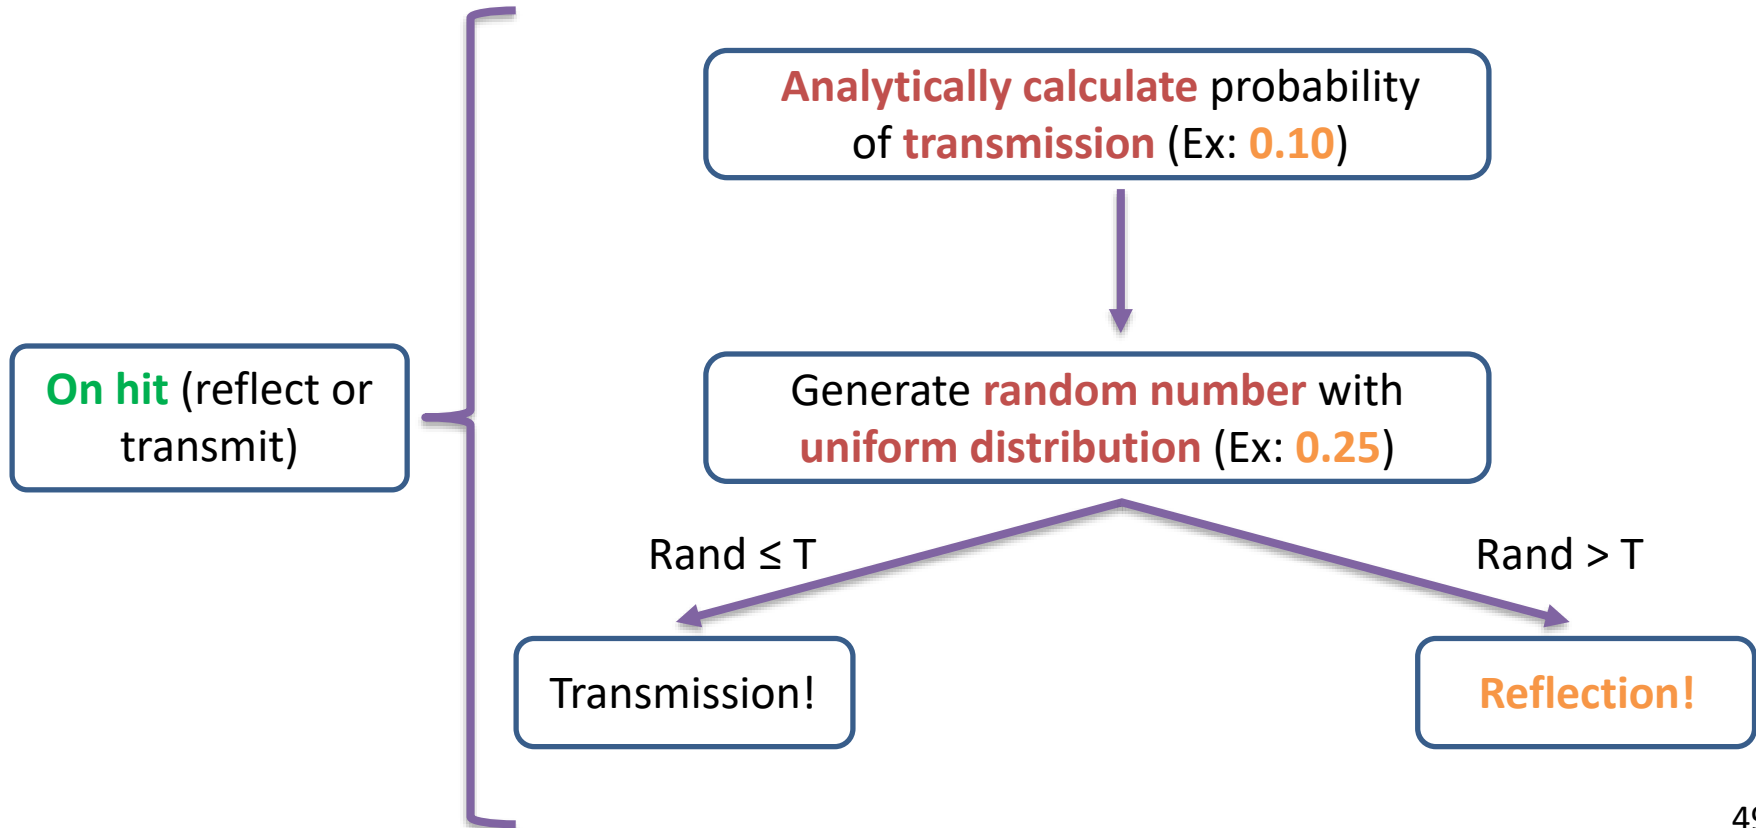 Analytically calculate probability
of transmission (Ex: 0.10)
On hit (reflect or
transmit)
Generate random number with
uniform distribution (Ex: 0.25)
Rand ≤ T
Rand > T
Transmission!
Reflection!
49